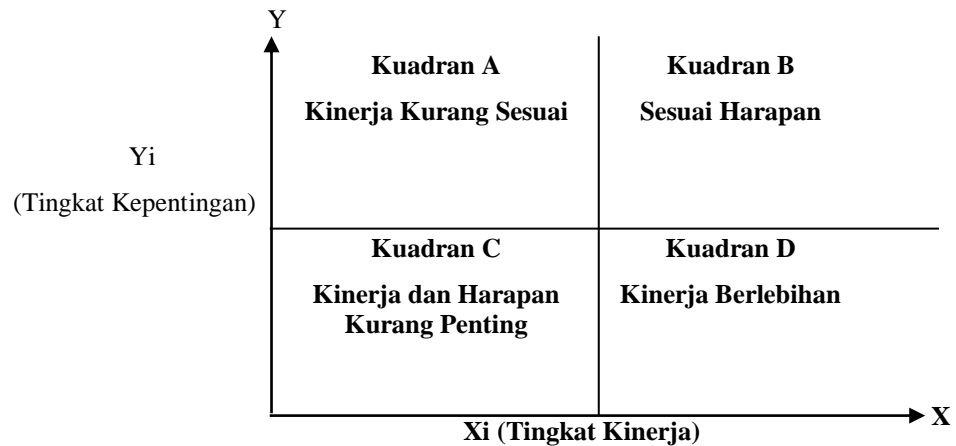 Y
Kuadran A
Kinerja Kurang Sesuai
Kuadran B
Sesuai Harapan
Yi
(Tingkat Kepentingan)
Kuadran C
Kinerja dan Harapan
Kurang Penting
Kuadran D
Kinerja Berlebihan
X
Xi (Tingkat Kinerja)